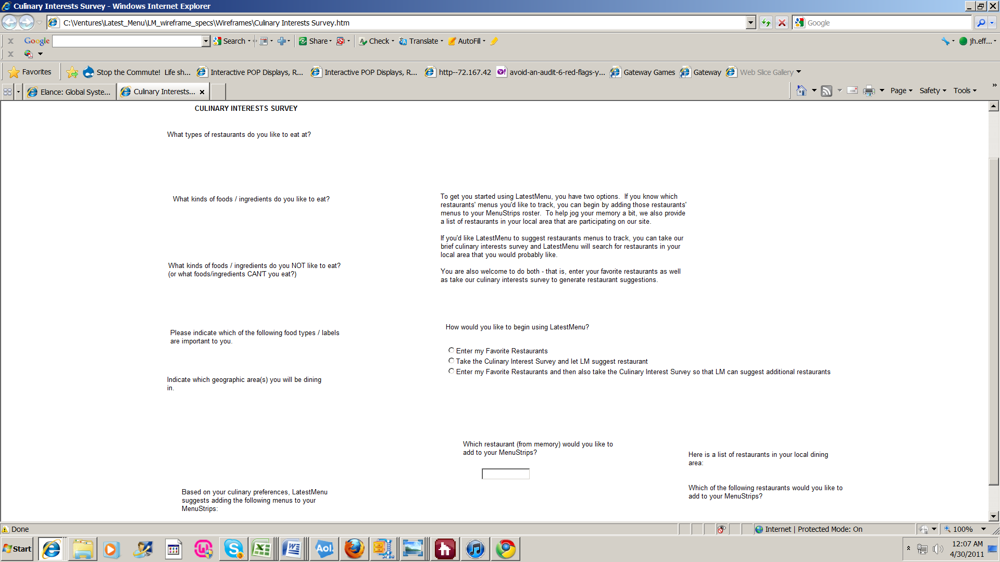 Culinary Interests Survey - Windows Internet Explorer
C:\Ventures\Latest_Menu\LM_wireframe_specs\Wireframes\Culinary Interests Survey.htm
Google
Google
Search
Share
Check
Translate
AutoFill
jh.eff...
Favorites
Stop the Commute!  Life sh...
Interactive POP Displays, R...
Interactive POP Displays, R...
http--72.167.42
avoid-an-audit-6-red-flags-y...
Gateway Games
Gateway
Web Slice Gallery
Elance: Global Syste...
Culinary Interests...
Page
Safety
Tools
CULINARY INTERESTS SURVEY
What types of restaurants do you like to eat at?
What kinds of foods / ingredients do you like to eat?
What kinds of foods / ingredients do you NOT like to eat?
(or what foods/ingredients CAN'T you eat?)
Please indicate which of the following food types / labels
are important to you.
Indicate which geographic area(s) you will be dining
in.
Based on your culinary preferences, LatestMenu
suggests adding the following menus to your
MenuStrips:
To get you started using LatestMenu, you have two options.  If you know which
restaurants' menus you'd like to track, you can begin by adding those restaurants'
menus to your MenuStrips roster.  To help jog your memory a bit, we also provide
a list of restaurants in your local area that are participating on our site.
If you'd like LatestMenu to suggest restaurants menus to track, you can take our
brief culinary interests survey and LatestMenu will search for restaurants in your
local area that you would probably like.
You are also welcome to do both - that is, enter your favorite restaurants as well
as take our culinary interests survey to generate restaurant suggestions.
How would you like to begin using LatestMenu?
Enter my Favorite Restaurants
Take the Culinary Interest Survey and let LM suggest restaurant
Enter my Favorite Restaurants and then also take the Culinary Interest Survey so that LM can suggest additional restaurants
Which restaurant (from memory) would you like to
add to your MenuStrips?
Here is a list of restaurants in your local dining
area:
Which of the following restaurants would you like to
add to your MenuStrips?
Done
Internet | Protected Mode: On
100%
Start
Aol.
12:07 AM
4/30/2011